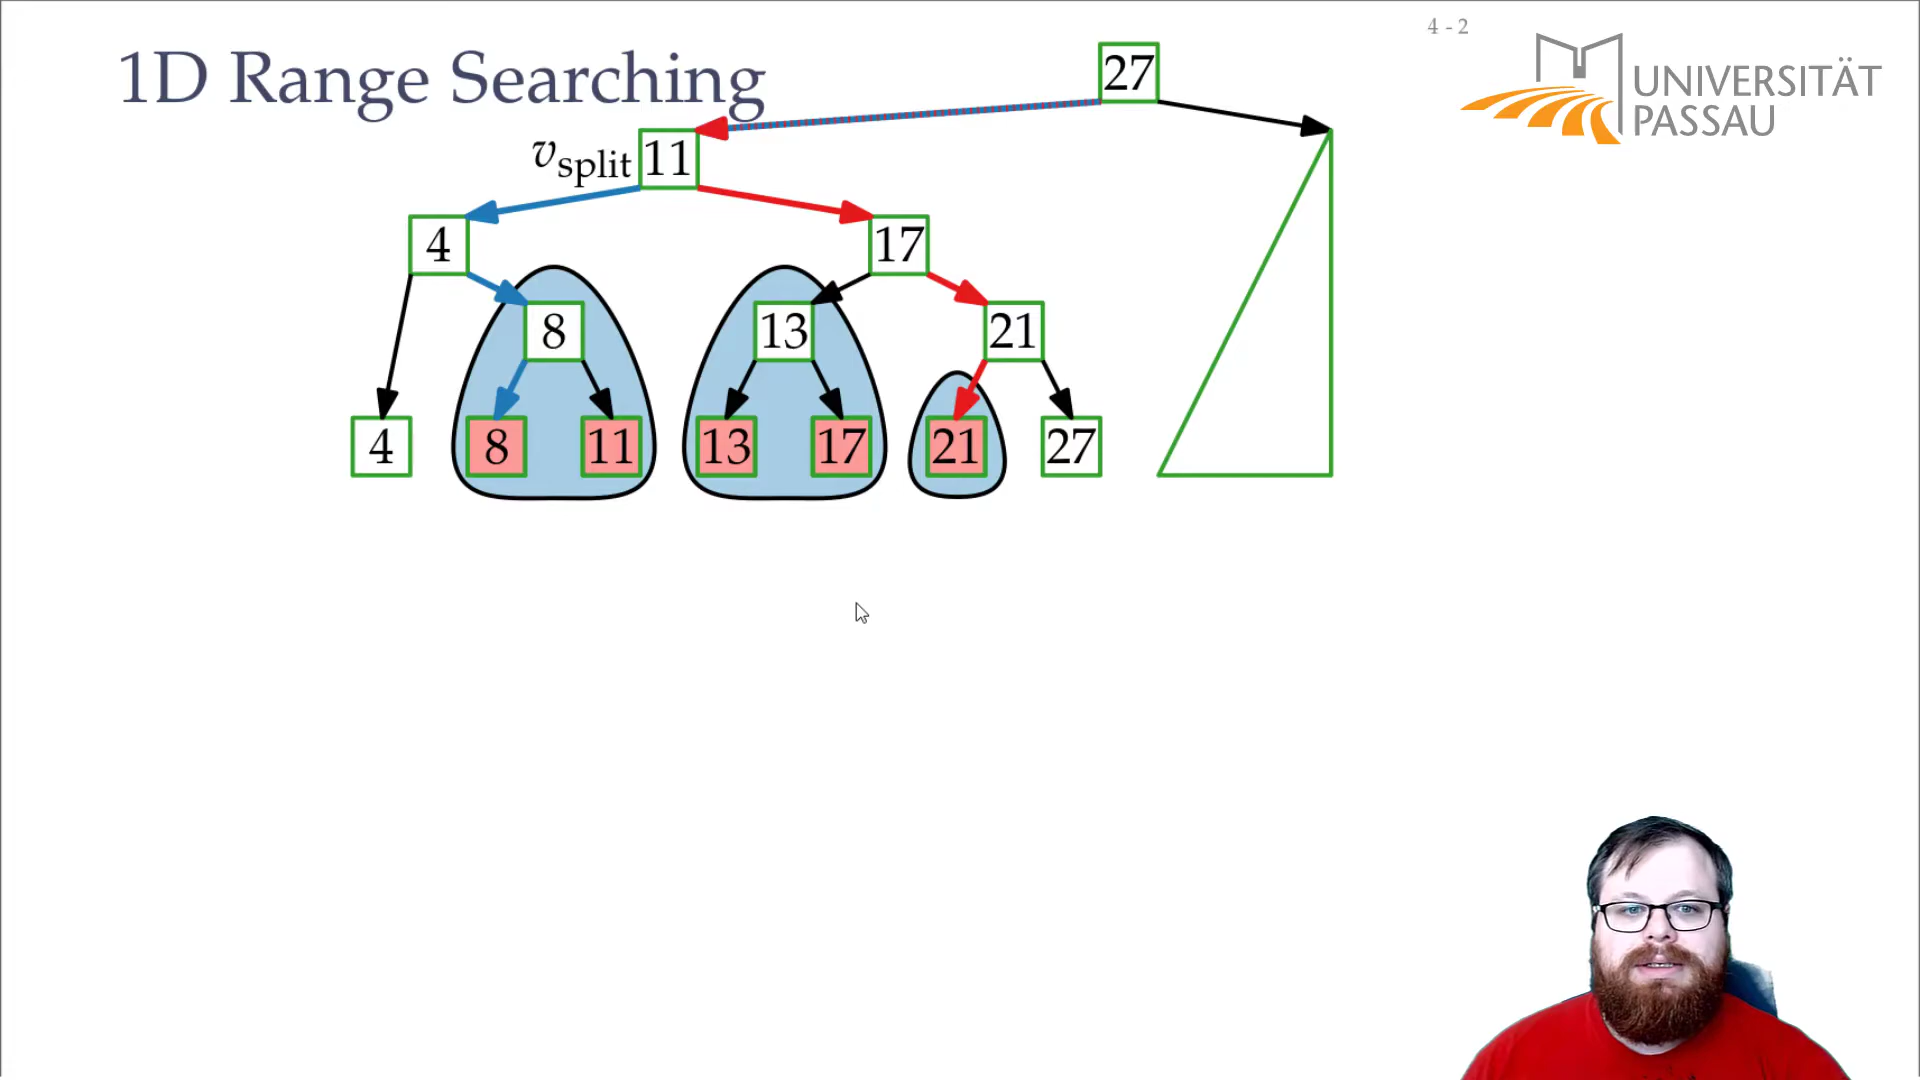 4 - 2
1D Range Searching
27
UNIVERSITÄT
PASSAU
vsplit 11
4 17
8 13 21
4 8 11 13 17 21 27